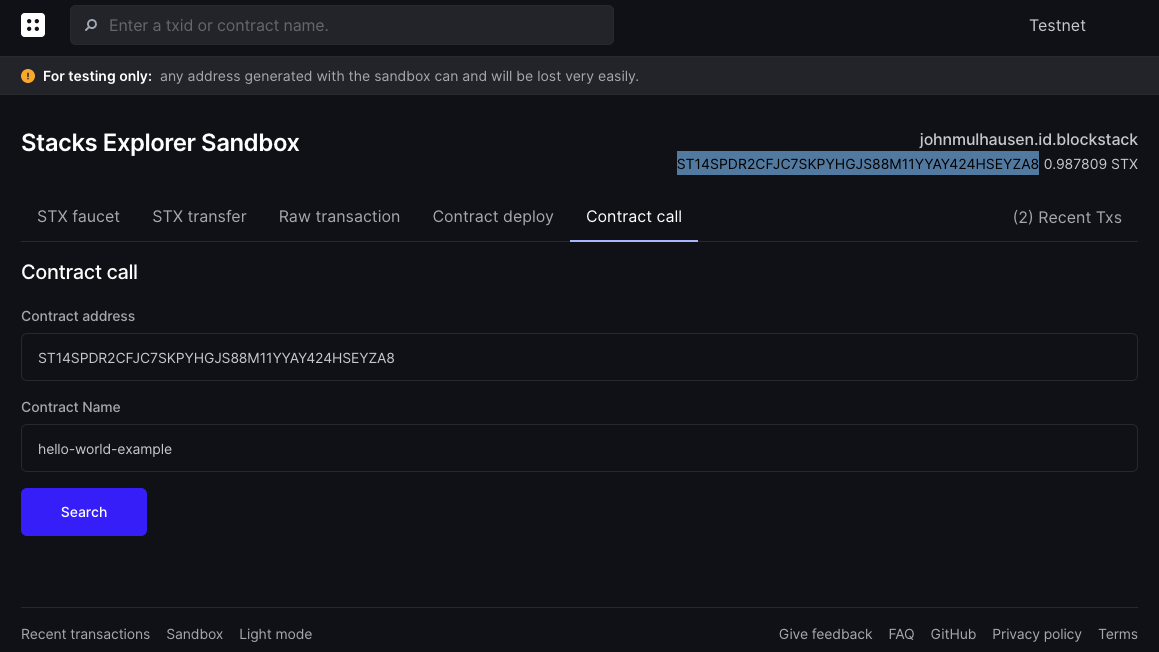 Enter a txid or contract name.
Testnet
For testing only: any address generated with the sandbox can and will be lost very easily.
Stacks Explorer Sandbox
johnmulhausen.id.blockstack
ST14SPDR2CFJC7SKPYHGJS88M11YYAY424HSEYZA8 0.987809 STX
STX faucet STX transfer Raw transaction Contract deploy Contract call (2) Recent Txs
Contract call
Contract address
ST14SPDR2CFJC7SKPYHGJS88M11YYAY424HSEYZA8
Contract Name
hello-world-example
Search
Recent transactions Sandbox Light mode Give feedback FAQ GitHub Privacy policy Terms